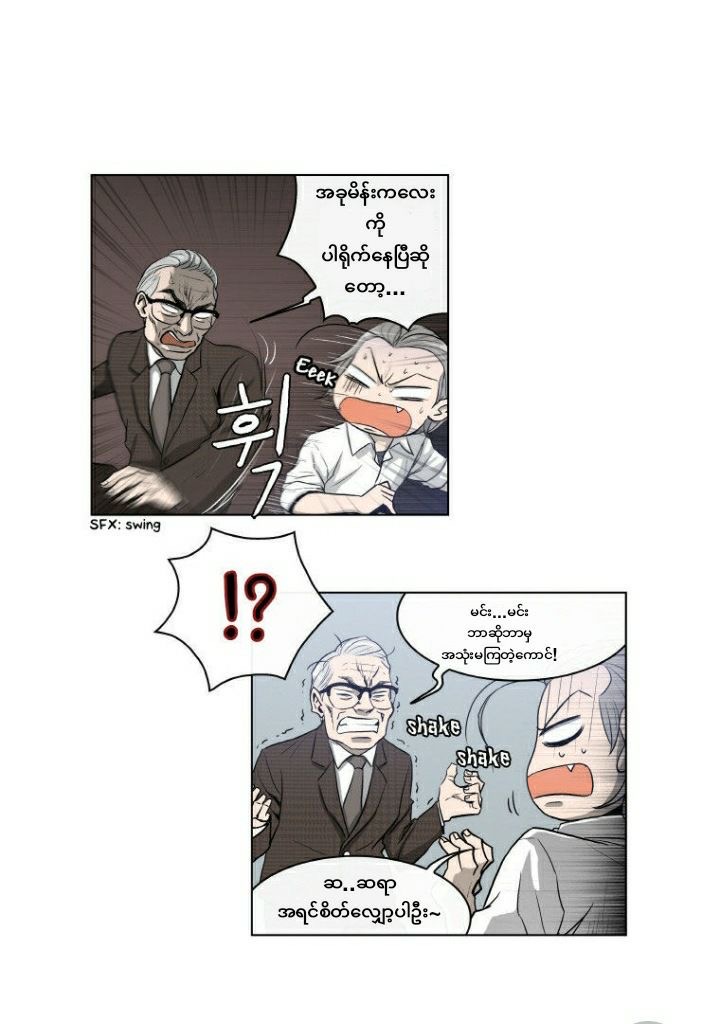 အခုမိန်းကလေး
ကို
ပါရိုက်နေပြီဆို
တော့...
Eeek
휙
SFX: swing
!?
မင်း...မင်း
ဘာဆိုဘာမှ
အသုံးမကြတဲ့ကောင်!
shake
shake
ဆ..ဆရာ
အရင်စိတ်လျှော့ပါဦး~